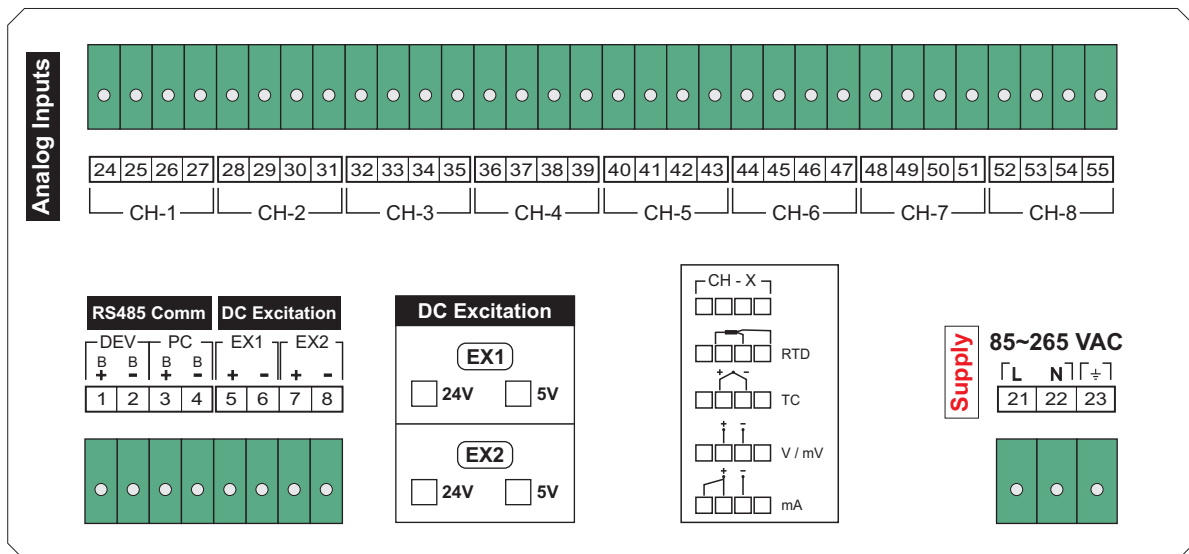 Analog Inputs
24 25 26 27 28 29 30 31 32 33 34 35 36 37 38 39 40 41 42 43 44 45 46 47 48 49 50 51 52 53 54 55
CH-1 CH-2 CH-3 CH-4 CH-5 CH-6 CH-7 CH-8
RS485 Comm DC Excitation
DEV PC EX1 EX2
B B B B
+ - + - + - + -
1 2 3 4 5 6 7 8
DC Excitation
EX1
24V 5V
EX2
24V 5V
CH - X
RTD
+ -
TC
+ -
V / mV
+ -
mA
Supply
85~265 VAC
L N
21 22 23